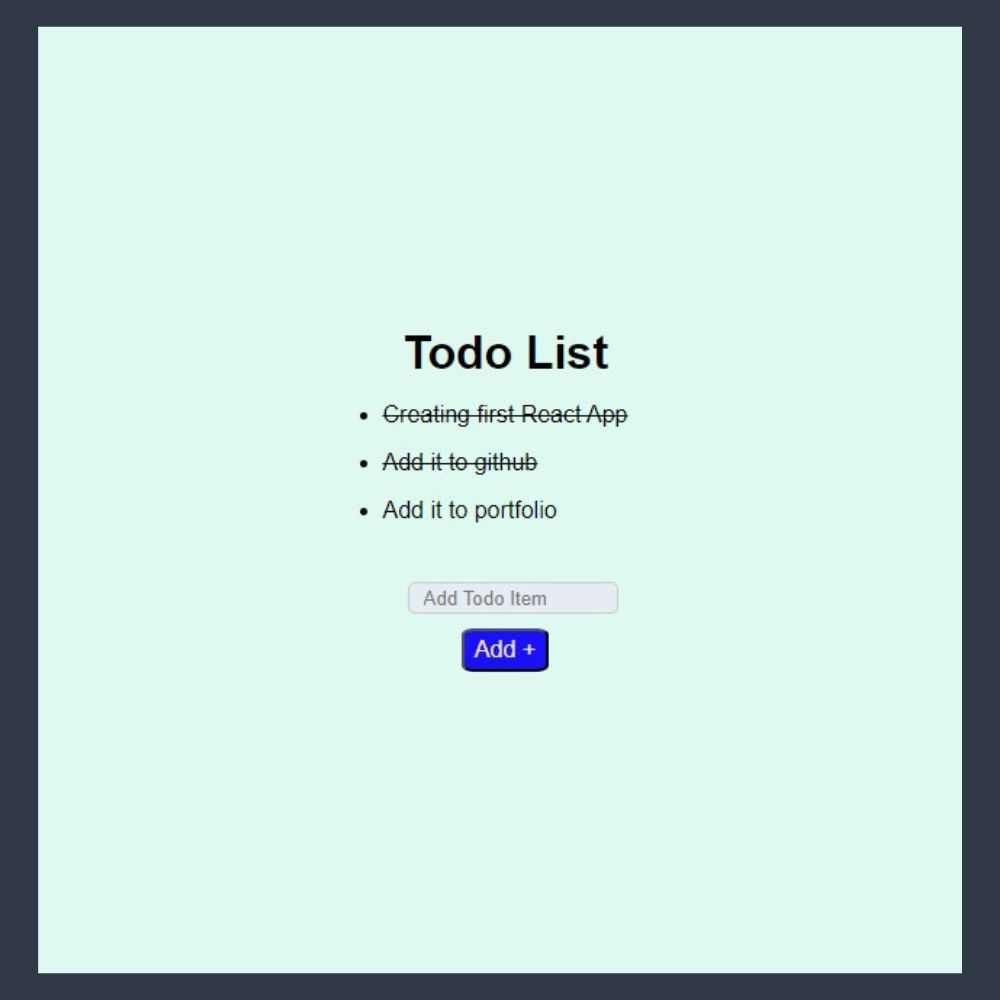 Todo List
Creating first React App
Add it to github
Add it to portfolio
Add Todo Item
Add +